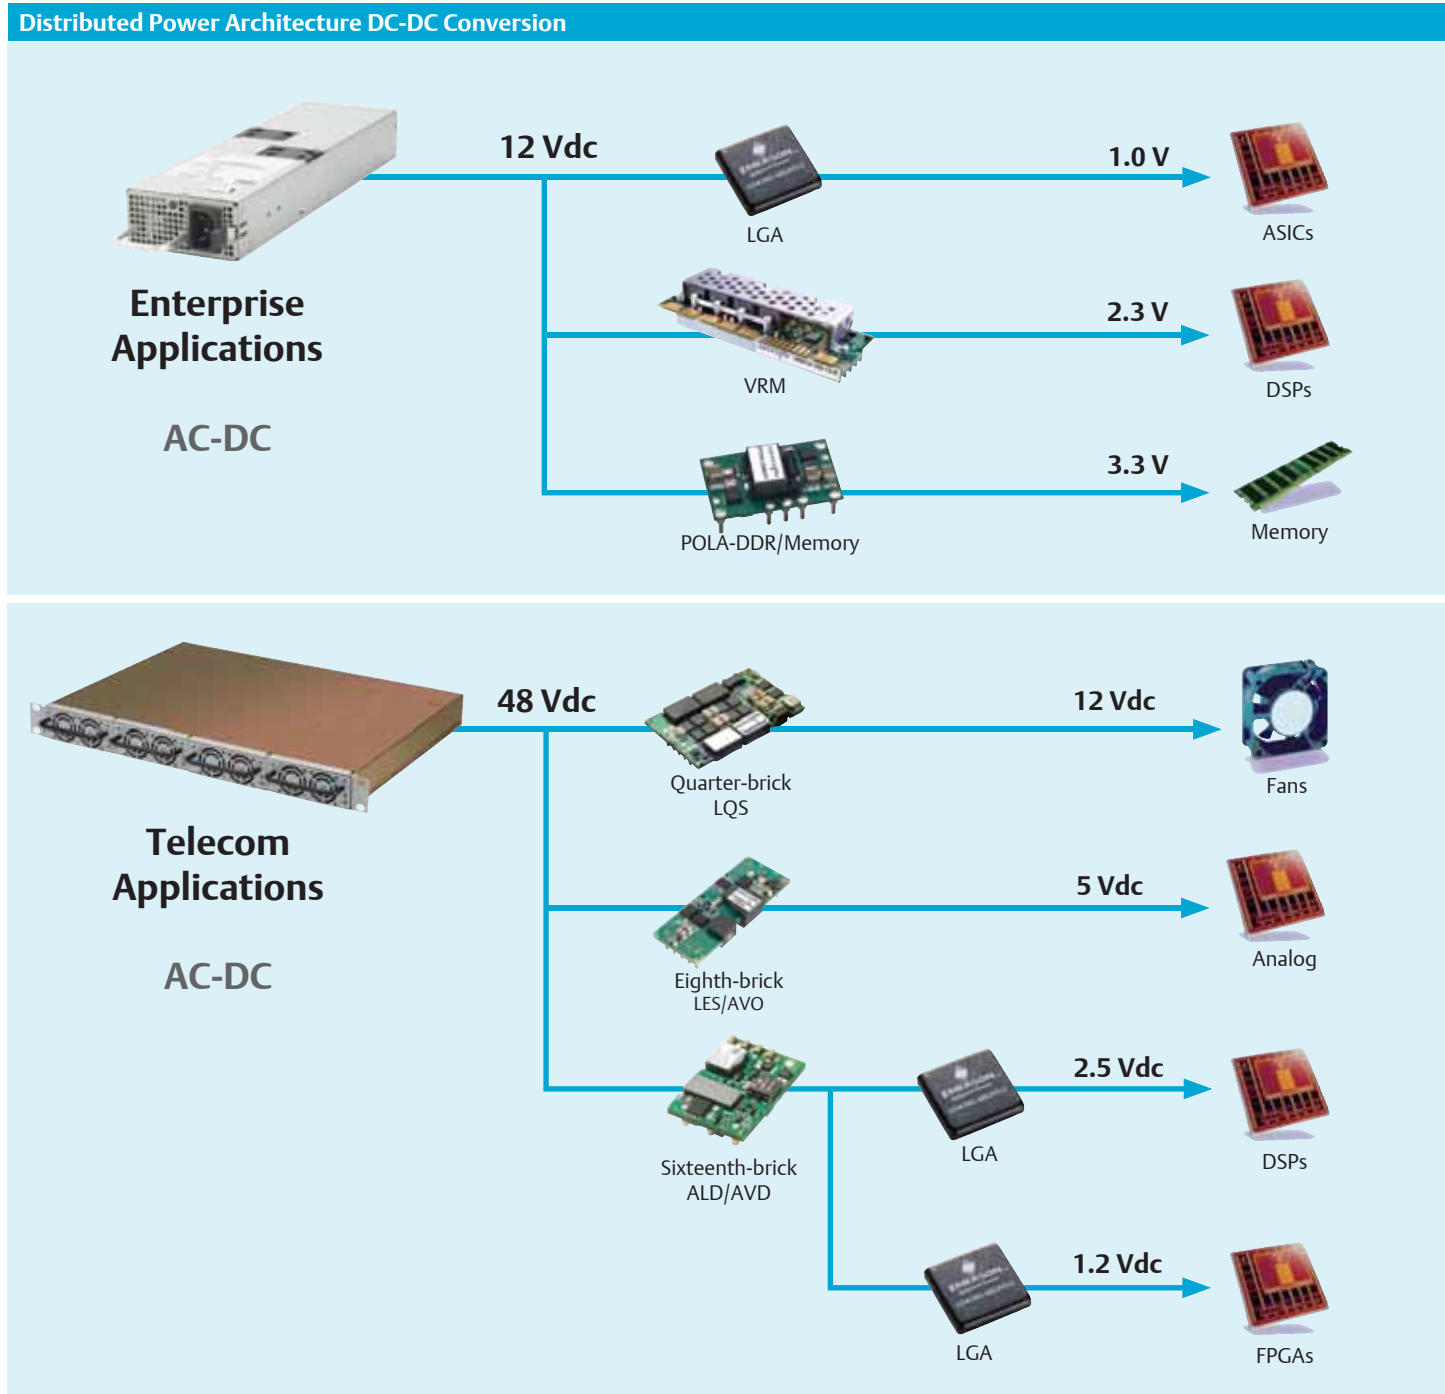 Distributed Power Architecture DC-DC Conversion
12 Vdc
1.0 V
LGA
ASICs
Enterprise
Applications
AC-DC
2.3 V
VRM
DSPs
3.3 V
POLA-DDR/Memory
Memory
48 Vdc
12 Vdc
Quarter-brick
LQS
Fans
Telecom
Applications
AC-DC
5 Vdc
Eighth-brick
LES/AVO
Analog
2.5 Vdc
Sixteenth-brick
ALD/AVD
LGA
DSPs
1.2 Vdc
LGA
FPGAs